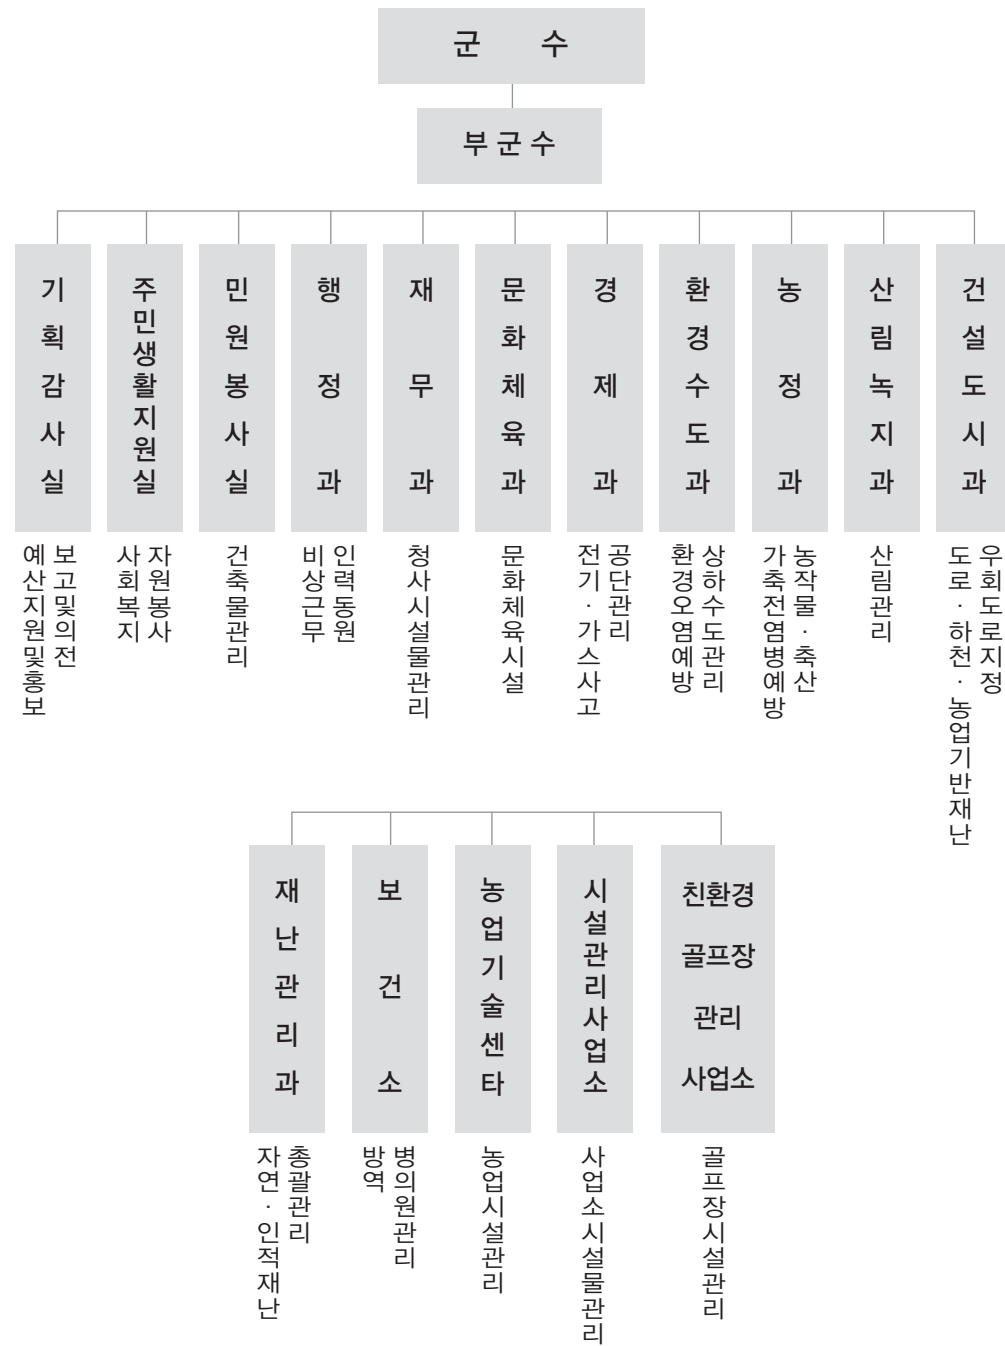 군 수
부군수
기획감사실
주민생활지원실
민원봉사실
행정과
재무과
문화체육과
경제과
환경수도과
농정과
산림녹지과
건설도시과
보고및의전
예산지원및홍보
자원봉사
사회복지
건축물관리
인력동원
비상근무
청사시설물관리
문화체육시설
공단관리
전기·가스사고
상하수도관리
환경오염예방
농작물·축산
가축전염병예방
산림관리
우회도로지정
도로·하천·농업기반재난
재난관리과
보건소
농업기술센타
시설관리사업소
친환경
골프장
관리
사업소
총괄관리
자연·인적재난
병의원관리
방역
농업시설관리
사업소시설물관리
골프장시설관리